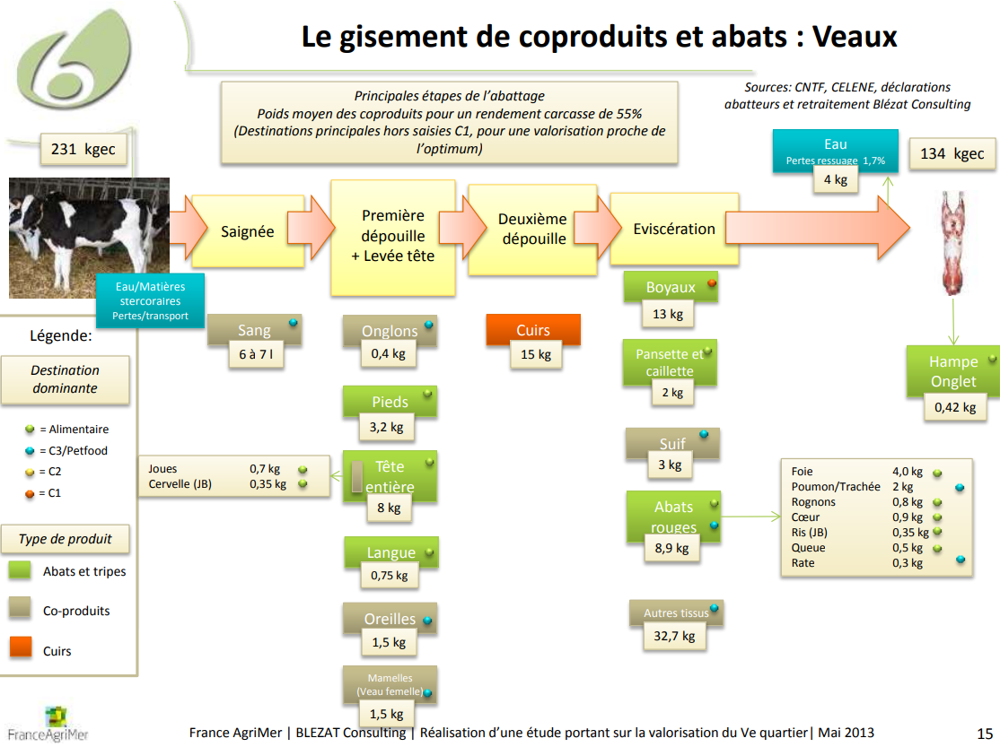 Le gisement de coproduits et abats : Veaux
Principales étapes de l'abattage
Poids moyen des coproduits pour un rendement carcasse de 55%
(Destinations principales hors saisies C1, pour une valorisation proche de
l'optimum)
Sources: CNTF, CELENE, déclarations
abatteurs et retraitement Blézat Consulting
231 kgec
Eau
Pertes ressuage 1,7%
4 kg
134 kgec
Saignée
Première
dépouille
+ Levée tête
Deuxième
dépouille
Eviscération
Eau/Matières
stercoraires
Pertes/transport
Sang
6 à 7 l
Onglons
0,4 kg
Pieds
3,2 kg
Tête
entière
8 kg
Joues 0,7 kg
Cervelle (JB) 0,35 kg
Langue
0,75 kg
Oreilles
1,5 kg
Mamelles
(Veau femelle)
1,5 kg
Cuirs
15 kg
Boyaux
13 kg
Pansette et
caillette
2 kg
Suif
3 kg
Abats
rouges
8,9 kg
Foie 4,0 kg
Poumon/Trachée 2 kg
Rognons 0,8 kg
Cœur 0,9 kg
Ris (JB) 0,35 kg
Queue 0,5 kg
Rate 0,3 kg
Autres tissus
32,7 kg
Hampe
Onglet
0,42 kg
Légende:
Destination
dominante
= Alimentaire
= C3/Petfood
= C2
= C1
Type de produit
Abats et tripes
Co-produits
Cuirs
FranceAgriMer
France AgriMer | BLEZAT Consulting | Réalisation d'une étude portant sur la valorisation du Ve quartier| Mai 2013
15